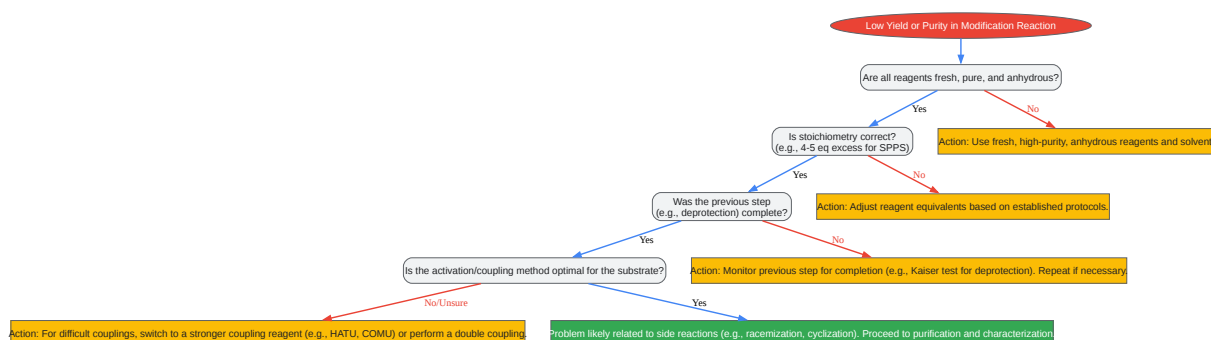 Low Yield or Purity in Modification Reaction
Are all reagents fresh, pure, and anhydrous?
Yes
No
Is stoichiometry correct?
(e.g., 4-5 eq excess for SPPS)
Action: Use fresh, high-purity, anhydrous reagents and solvent
Yes
No
Was the previous step
(e.g., deprotection) complete?
Action: Adjust reagent equivalents based on established protocols.
Yes
No
Is the activation/coupling method optimal for the substrate?
Action: Monitor previous step for completion (e.g., Kaiser test for deprotection). Repeat if necessary.
No/Unsure
Yes
Action: For difficult couplings, switch to a stronger coupling reagent (e.g., HATU, COMU) or perform a double coupling.
Problem likely related to side reactions (e.g., racemization, cyclization). Proceed to purification and characterization.